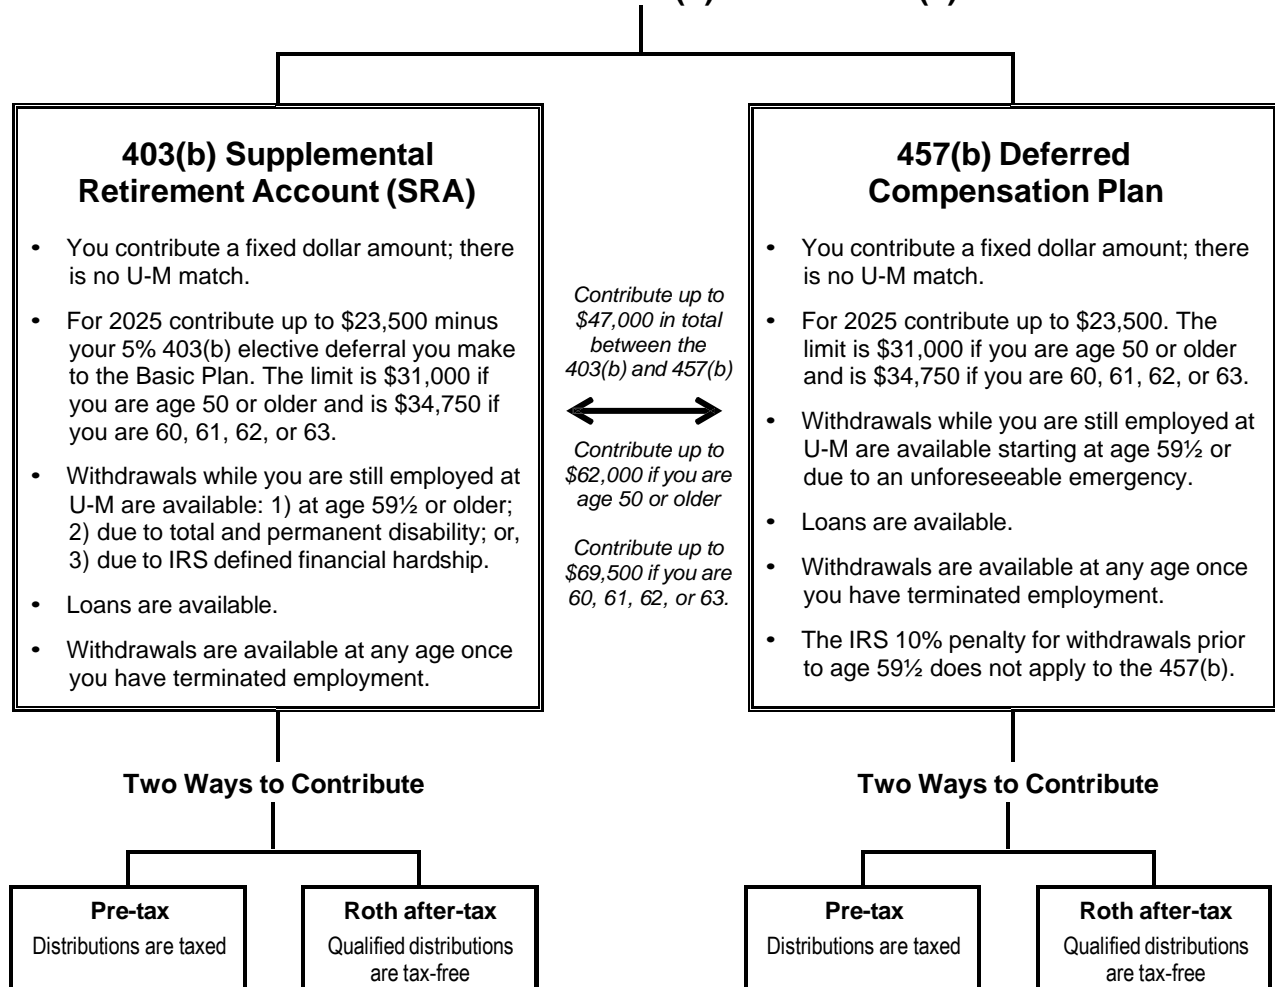 403(b) Supplemental
Retirement Account (SRA)
• You contribute a fixed dollar amount; there
is no U-M match.
• For 2025 contribute up to $23,500 minus
your 5% 403(b) elective deferral you make
to the Basic Plan. The limit is $31,000 if
you are age 50 or older and is $34,750 if
you are 60, 61, 62, or 63.
• Withdrawals while you are still employed at
U-M are available: 1) at age 59½ or older;
2) due to total and permanent disability; or,
3) due to IRS defined financial hardship.
• Loans are available.
• Withdrawals are available at any age once
you have terminated employment.
Contribute up to
$47,000 in total
between the
403(b) and 457(b)
Contribute up to
$62,000 if you are
age 50 or older
Contribute up to
$69,500 if you are
60, 61, 62, or 63.
457(b) Deferred
Compensation Plan
• You contribute a fixed dollar amount; there
is no U-M match.
• For 2025 contribute up to $23,500. The
limit is $31,000 if you are age 50 or older
and is $34,750 if you are 60, 61, 62, or 63.
• Withdrawals while you are still employed at
U-M are available starting at age 59½ or
due to an unforeseeable emergency.
• Loans are available.
• Withdrawals are available at any age once
you have terminated employment.
• The IRS 10% penalty for withdrawals prior
to age 59½ does not apply to the 457(b).
Two Ways to Contribute
Pre-tax
Distributions are taxed
Roth after-tax
Qualified distributions
are tax-free
Two Ways to Contribute
Pre-tax
Distributions are taxed
Roth after-tax
Qualified distributions
are tax-free